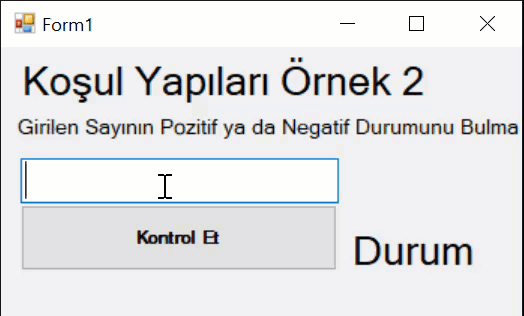 Form1
Koşul Yapıları Örnek 2
Girilen Sayının Pozitif ya da Negatif Durumunu Bulma
Kontrol Et
Durum